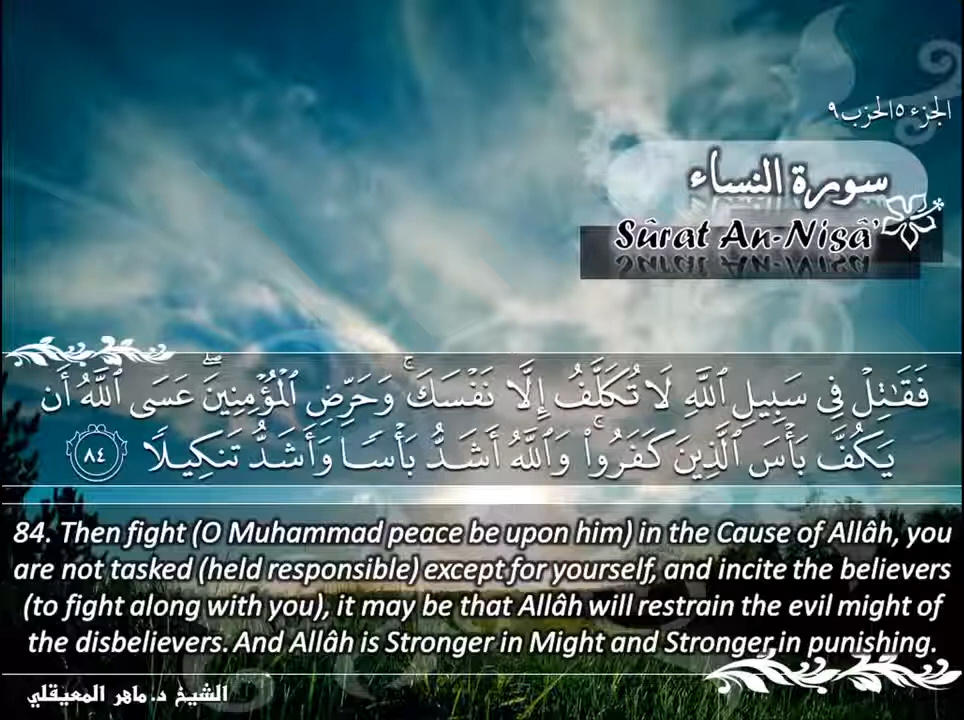 الجزء ٥ الحزب ٩
سورة النساء
Sûrat An-Nisâ'
فَقَـٰتِلْ فِى سَبِيلِ ٱللَّهِ لَا تُكَلَّفُ إِلَّا نَفْسَكَ ۚ وَحَرِّضِ ٱلْمُؤْمِنِينَ ۖ عَسَى ٱللَّهُ أَن
يَكُفَّ بَأْسَ ٱلَّذِينَ كَفَرُوا۟ ۚ وَٱللَّهُ أَشَدُّ بَأْسًا وَأَشَدُّ تَنكِيلًا ٨٤
84. Then fight (O Muhammad peace be upon him) in the Cause of Allâh, you
are not tasked (held responsible) except for yourself, and incite the believers
(to fight along with you), it may be that Allâh will restrain the evil might of
the disbelievers. And Allâh is Stronger in Might and Stronger in punishing.
الشيخ د. ماهر المعيقلي